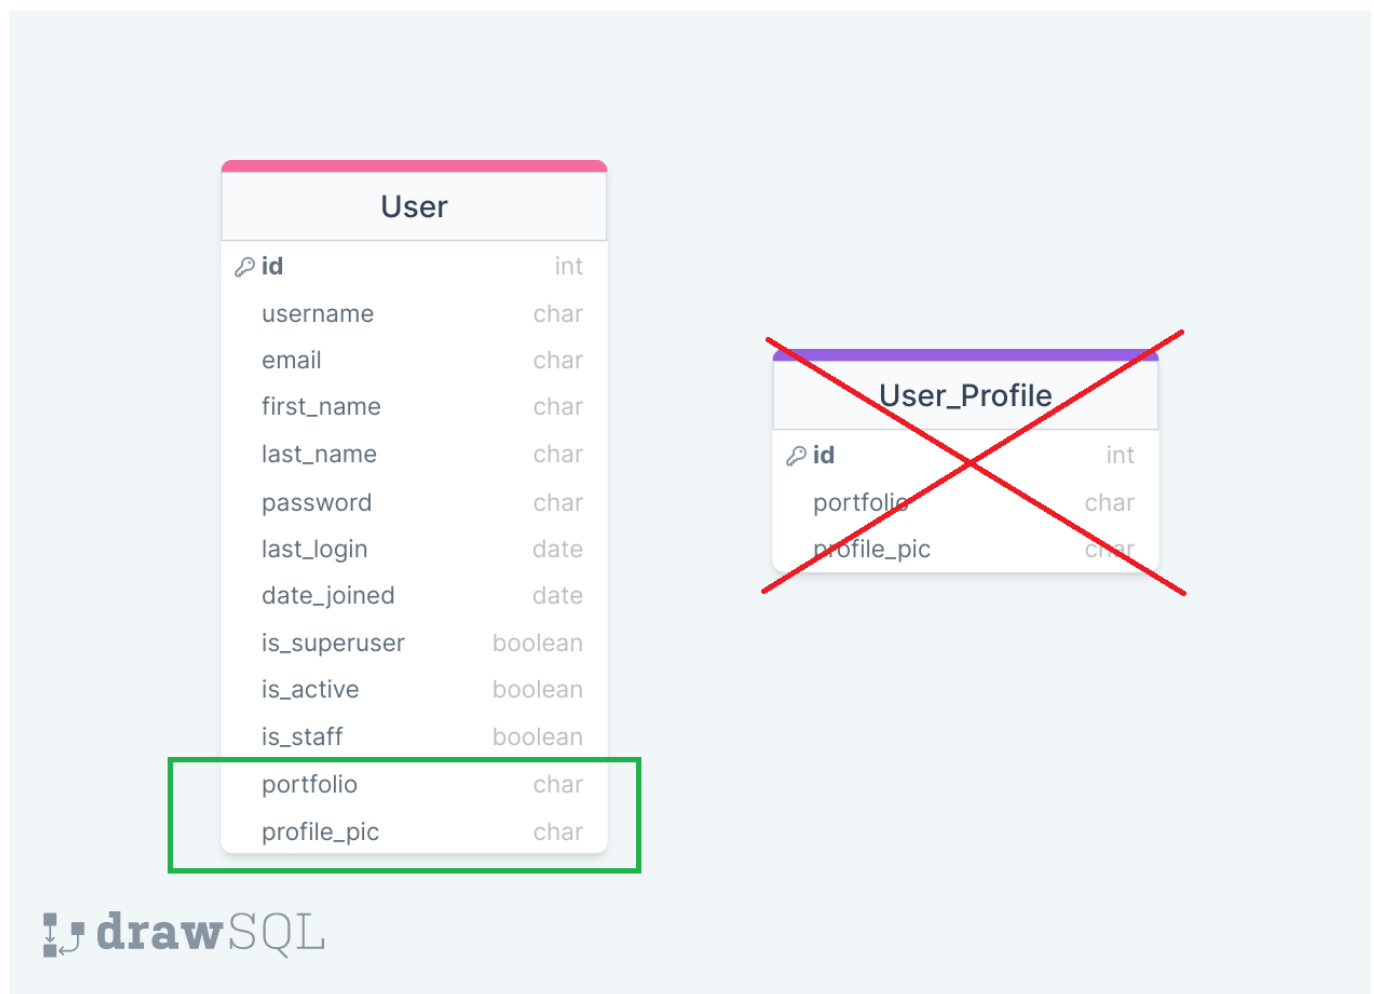 User
id int
username char
email char
first_name char
last_name char
password char
last_login date
date_joined date
is_superuser boolean
is_active boolean
is_staff boolean
portfolio char
profile_pic char
User_Profile
id int
portfolio char
profile_pic char
drawSQL